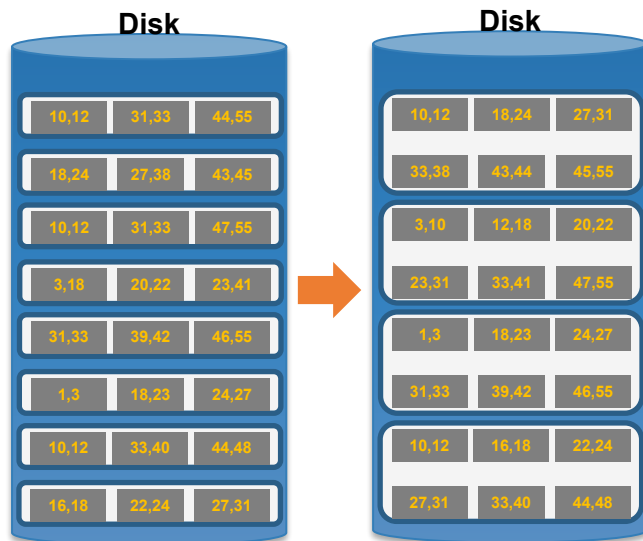 Disk
10,12 31,33 44,55
18,24 27,38 43,45
10,12 31,33 47,55
3,18 20,22 23,41
31,33 39,42 46,55
1,3 18,23 24,27
10,12 33,40 44,48
16,18 22,24 27,31
Disk
10,12 18,24 27,31
33,38 43,44 45,55
3,10 12,18 20,22
23,31 33,41 47,55
1,3 18,23 24,27
31,33 39,42 46,55
10,12 16,18 22,24
27,31 33,40 44,48